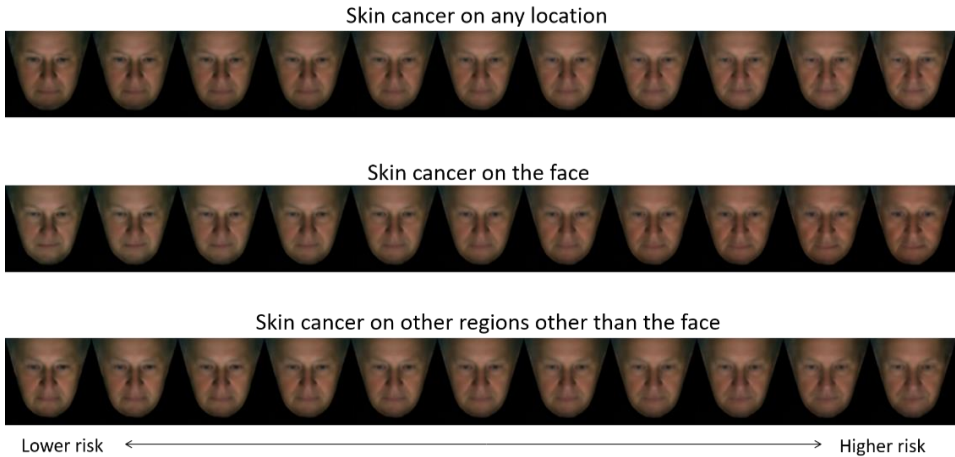 Skin cancer on any location
Skin cancer on the face
Skin cancer on other regions other than the face
Lower risk
Higher risk